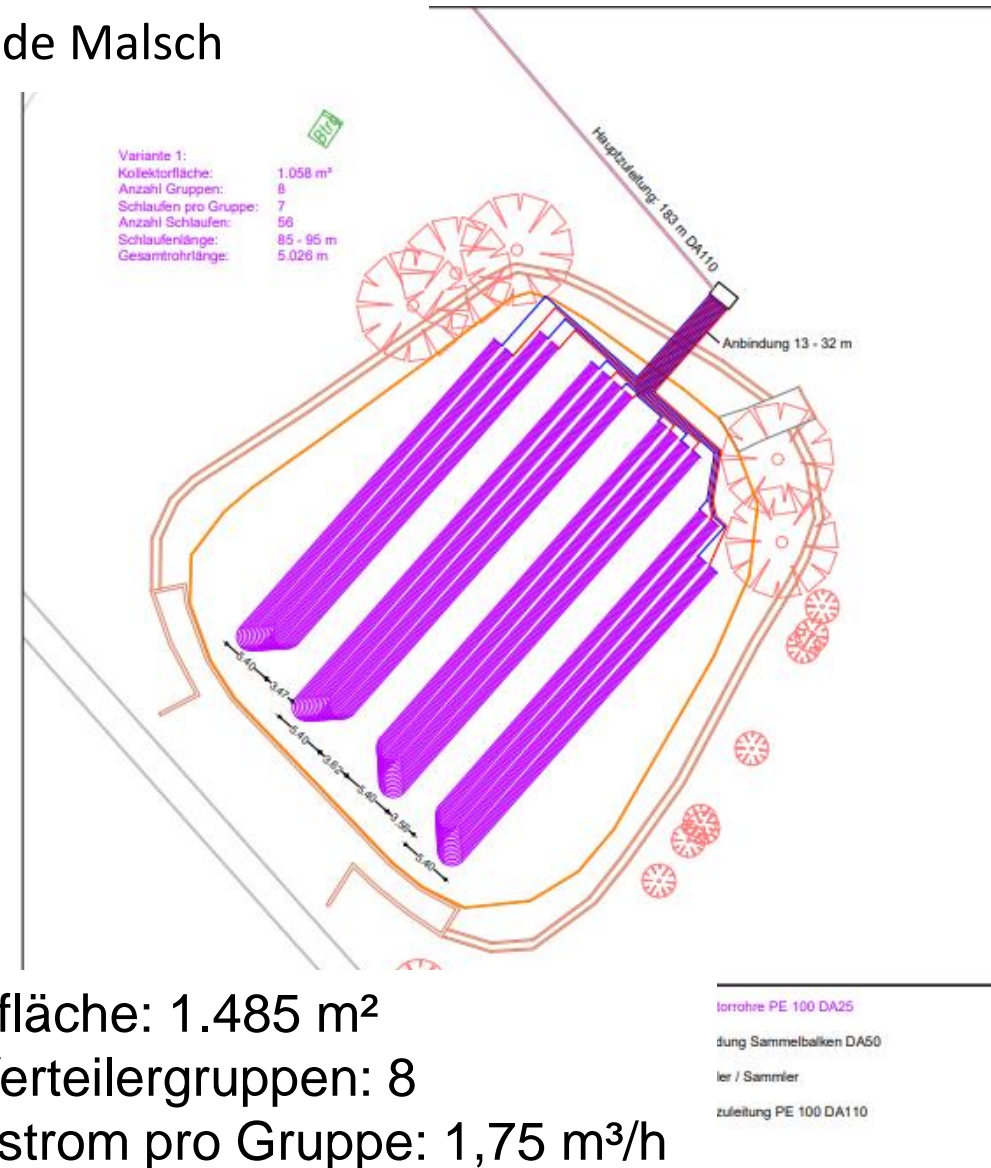 de Malsch
Btr
Variante 1:
Kollektorfläche: 1.058 m²
Anzahl Gruppen: 8
Schlaufen pro Gruppe: 7
Anzahl Schlaufen: 56
Schlaufenlänge: 85 - 95 m
Gesamtrohrlänge: 5.026 m
Hauptzuleitung: 183 m DA110
Anbindung 13 - 32 m
5,40
3,47
5,40
3,62
5,40
3,58
5,40
fläche: 1.485 m²
erteilergruppen: 8
strom pro Gruppe: 1,75 m³/h
torrohre PE 100 DA25
dung Sammelbalken DA50
ler / Sammler
zuleitung PE 100 DA110